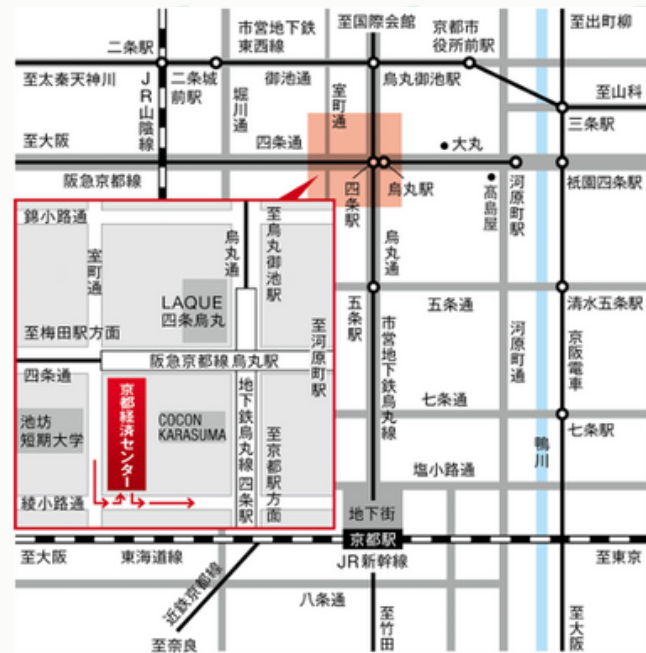 至国際会館
至出町柳
二条駅
市営地下鉄
東西線
京都市
役所前駅
至太秦天神川
二条城
前駅
御池通
烏丸御池駅
至山科
JR山陰線
堀川通
室町通
三条駅
至大阪
四条通
大丸
阪急京都線
四条駅
烏丸駅
髙島屋
河原町駅
祇園四条駅
錦小路通
室町通
烏丸通
至烏丸御池駅
LAQUE
四条烏丸
至梅田駅方面
阪急京都線烏丸駅
至河原町駅
四条通
池坊
短期大学
京都経済センター
COCON
KARASUMA
地下鉄烏丸線 四条駅
至京都駅方面
綾小路通
烏丸通
五条駅
五条通
清水五条駅
市営地下鉄烏丸線
河原町通
京阪電車
七条通
七条駅
鴨川
塩小路通
地下街
京都駅
至大阪
東海道線
JR新幹線
至東京
近鉄京都線
八条通
至奈良
至竹田
至大阪